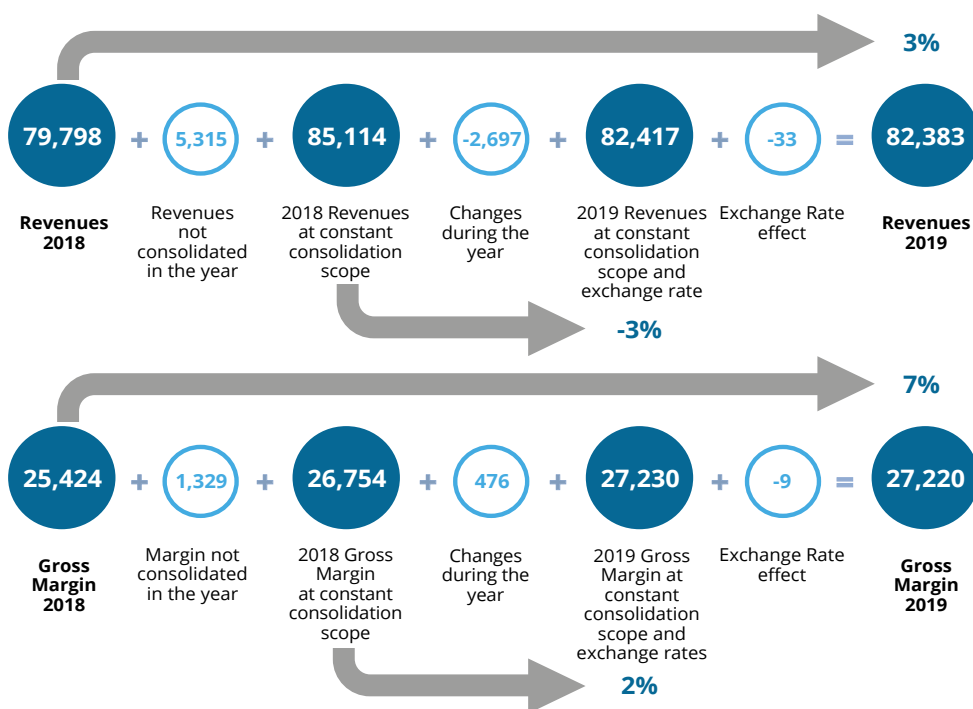 3%
79,798 + 5,315 + 85,114 + -2,697 + 82,417 + -33 = 82,383
Revenues
2018
Revenues
not
consolidated
in the year
2018 Revenues
at constant
consolidation
scope
Changes
during the
year
2019 Revenues
at constant
consolidation
scope and
exchange rate
Exchange Rate
effect
Revenues
2019
-3%
7%
25,424 + 1,329 + 26,754 + 476 + 27,230 + -9 = 27,220
Gross
Margin
2018
Margin not
consolidated
in the year
2018 Gross
Margin
at constant
consolidation
scope
Changes
during the
year
2019 Gross
Margin at
constant
consolidation
scope and
exchange rates
Exchange Rate
effect
Gross
Margin
2019
2%